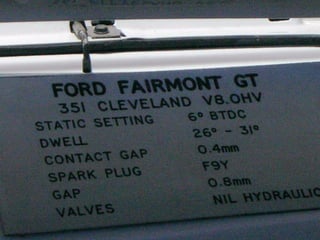 FORD FAIRMONT GT
351 CLEVELAND V8.OHV
STATIC SETTING 6° BTDC
DWELL 26° - 31°
CONTACT GAP 0.4mm
SPARK PLUG F9Y
GAP 0.8mm
VALVES NIL HYDRAULIC